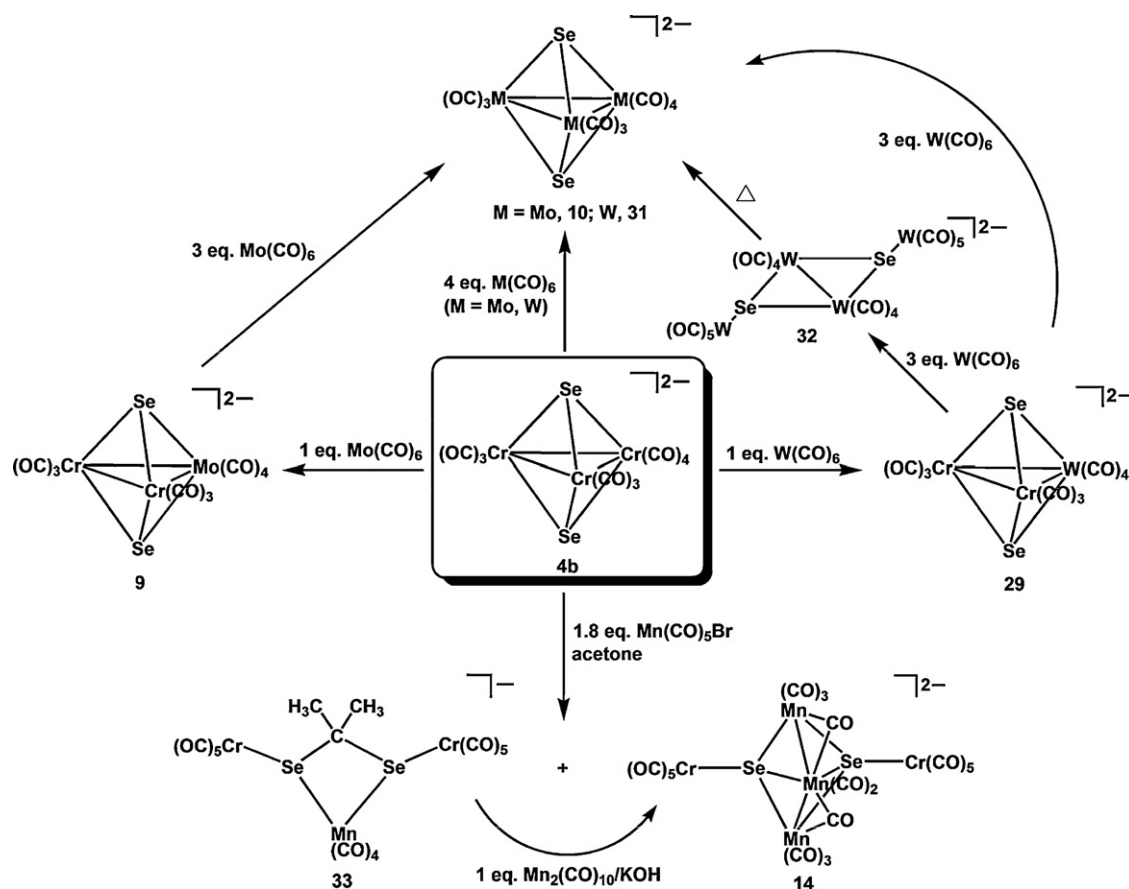 Se
]2—
(OC)3M
M(CO)4
M(CO)3
Se
M = Mo, 10; W, 31
3 eq. W(CO)6
3 eq. Mo(CO)6
△
4 eq. M(CO)6
(M = Mo, W)
W(CO)5
]2—
(OC)4W
Se
Se
W(CO)4
(OC)5W
32
3 eq. W(CO)6
Se
]2—
(OC)3Cr
Mo(CO)4
Cr(CO)3
Se
9
1 eq. Mo(CO)6
Se
]2—
(OC)3Cr
Cr(CO)4
Cr(CO)3
Se
4b
1 eq. W(CO)6
Se
]2—
(OC)3Cr
W(CO)4
Cr(CO)3
Se
29
1.8 eq. Mn(CO)5Br
acetone
]—
H3C
CH3
C
(OC)5Cr
Cr(CO)5
Se
Se
Mn
(CO)4
33
+
1 eq. Mn2(CO)10/KOH
]2—
(CO)3
Mn
CO
(OC)5Cr
Se
Se
Cr(CO)5
Mn(CO)2
CO
Mn
(CO)3
14